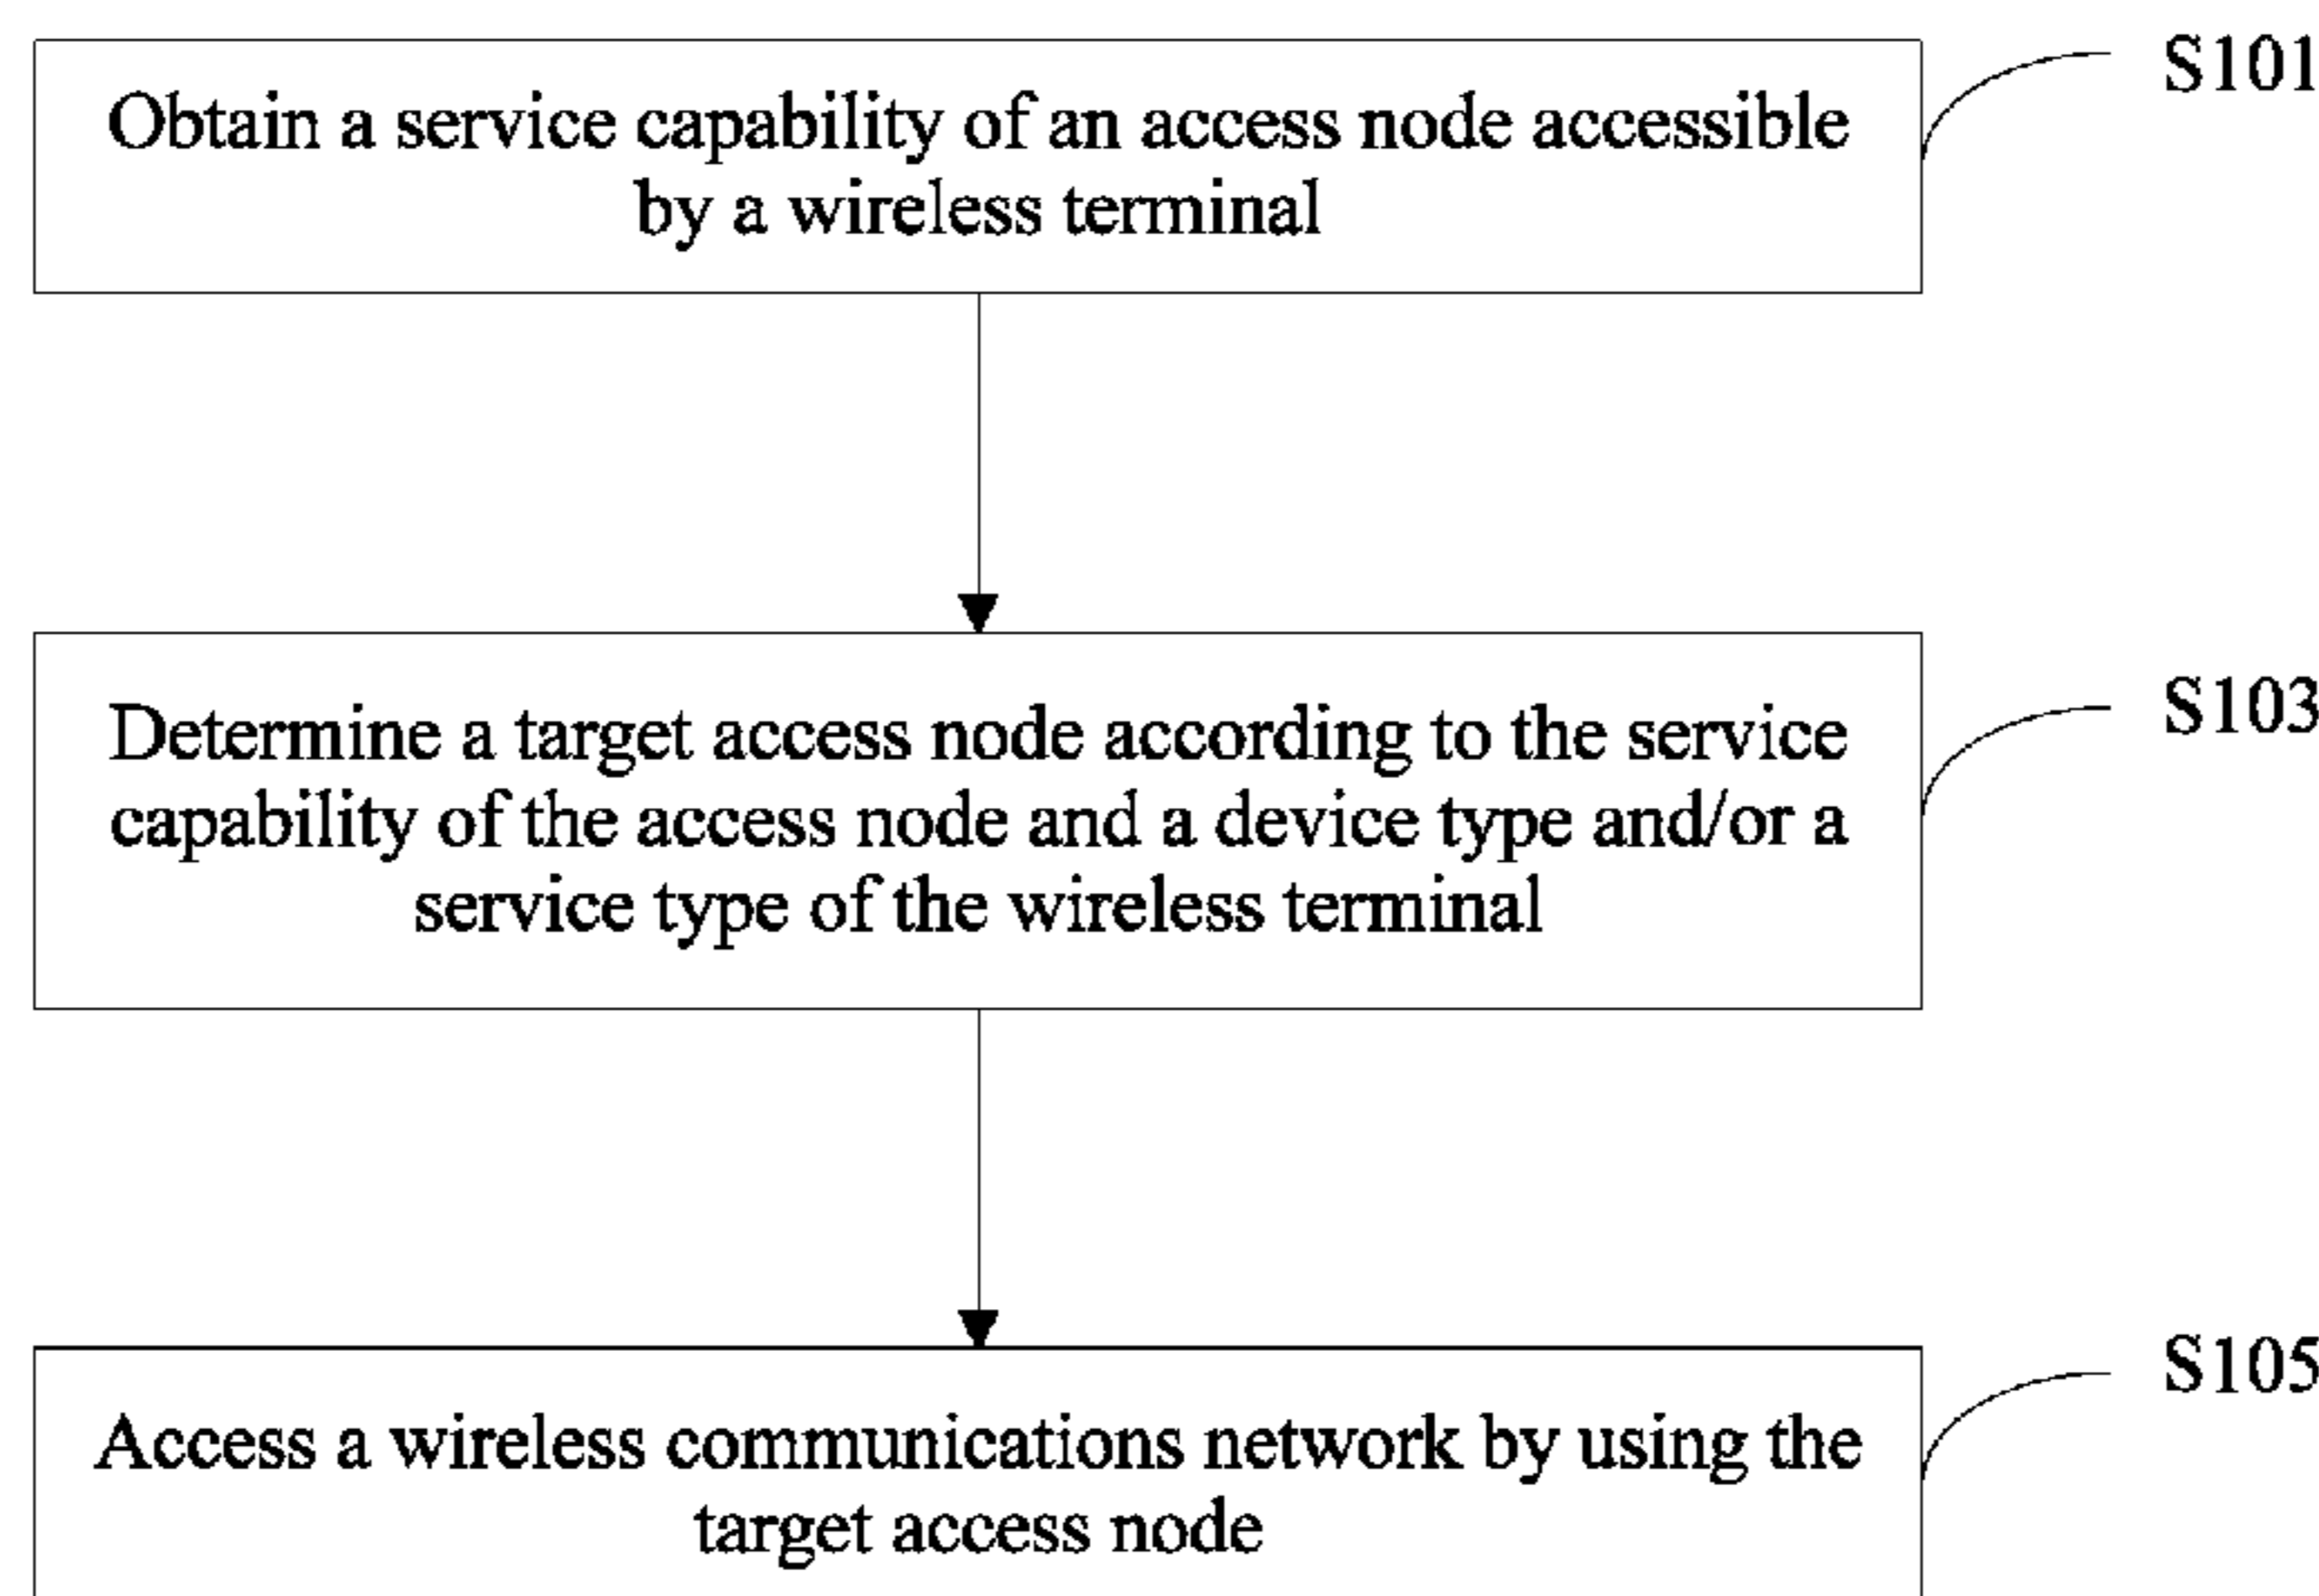 Obtain a service capability of an access node accessible
by a wireless terminal
S101
Determine a target access node according to the service
capability of the access node and a device type and/or a
service type of the wireless terminal
S103
Access a wireless communications network by using the
target access node
S105